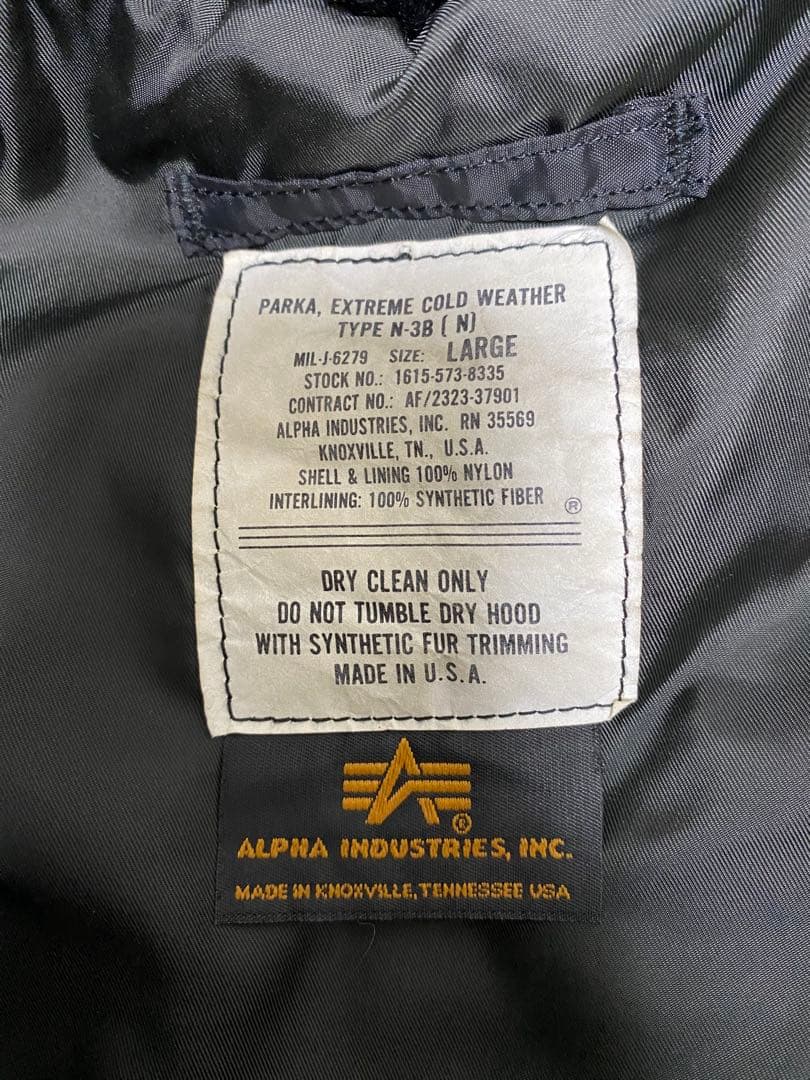 PARKA, EXTREME COLD WEATHER
TYPE N-3B ( N)
MIL-J-6279 SIZE: LARGE
STOCK NO.: 1615-573-8335
CONTRACT NO.: AF/2323-37901
ALPHA INDUSTRIES, INC. RN 35569
KNOXVILLE, TN., U.S.A.
SHELL & LINING 100% NYLON
INTERLINING: 100% SYNTHETIC FIBER ®
DRY CLEAN ONLY
DO NOT TUMBLE DRY HOOD
WITH SYNTHETIC FUR TRIMMING
MADE IN U.S.A.
®
ALPHA INDUSTRIES, INC.
MADE IN KNOXVILLE, TENNESSEE USA